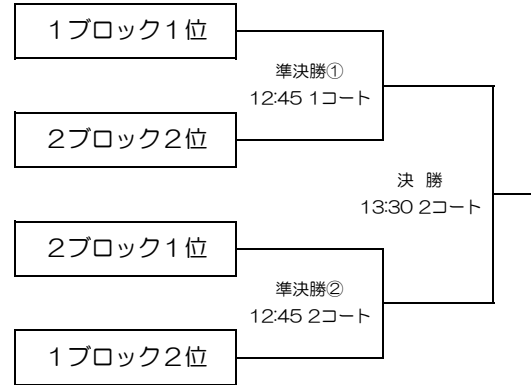 1ブロック1位
準決勝①
12:45 1コート
2ブロック2位
決 勝
13:30 2コート
2ブロック1位
準決勝②
12:45 2コート
1ブロック2位